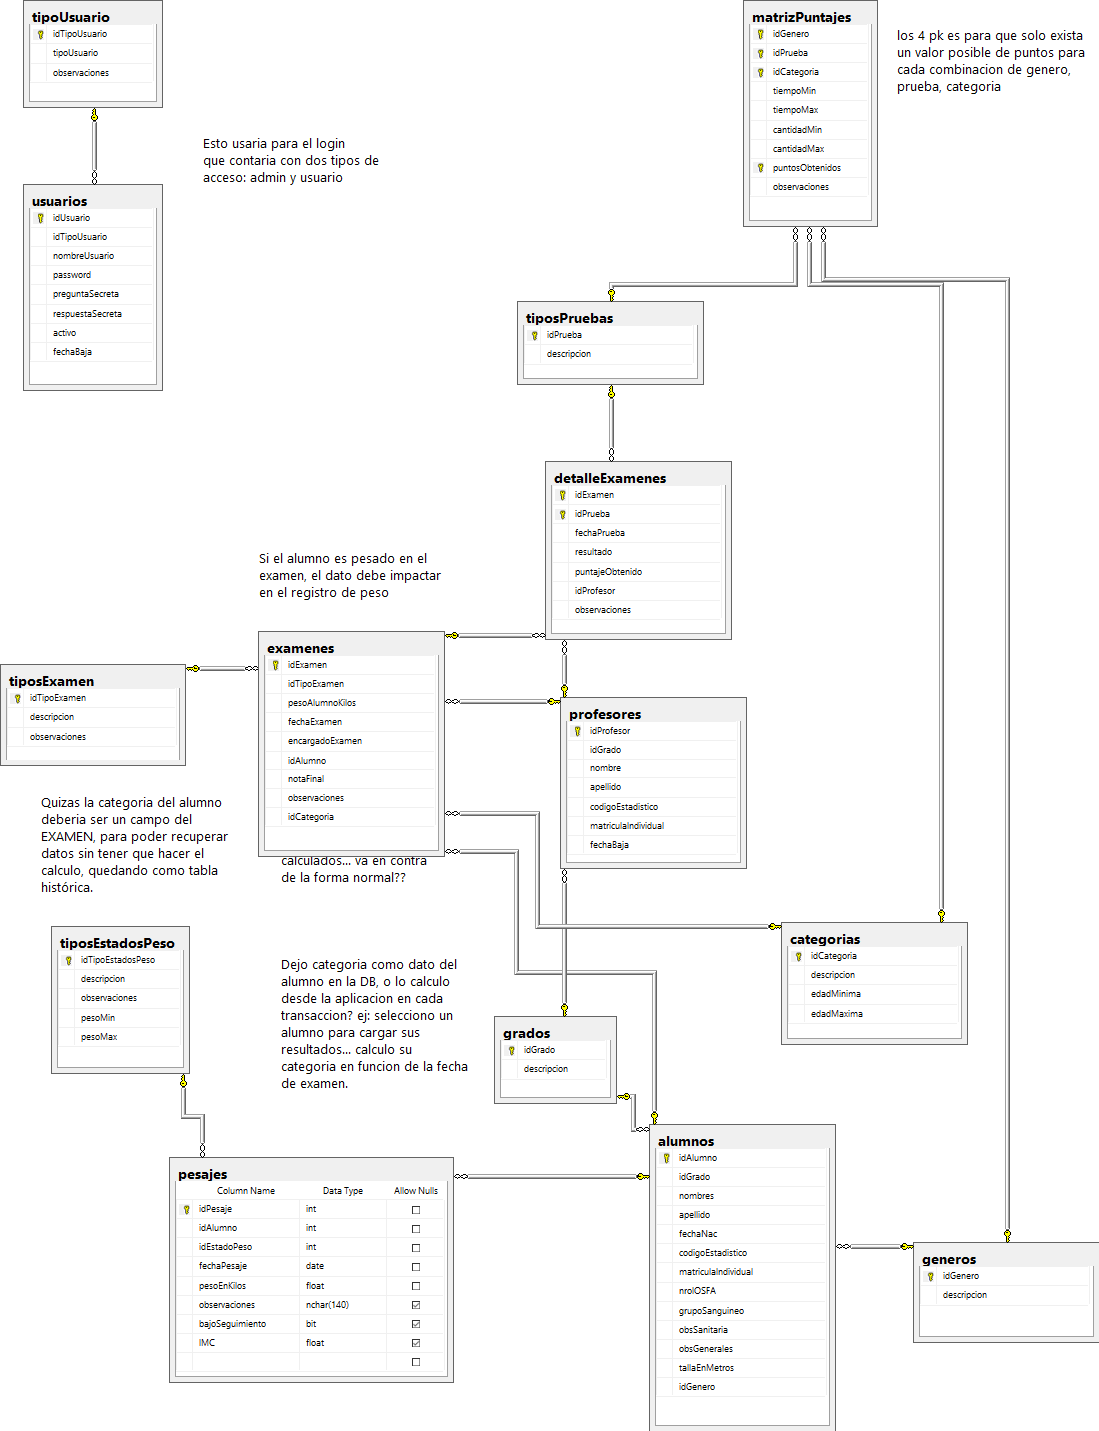 tipoUsuario
idTipoUsuario
tipoUsuario
observaciones
Esto usaria para el login
que contaria con dos tipos de
acceso: admin y usuario
usuarios
idUsuario
idTipoUsuario
nombreUsuario
password
preguntaSecreta
respuestaSecreta
activo
fechaBaja
matrizPuntajes
idGenero
idPrueba
idCategoria
tiempoMin
tiempoMax
cantidadMin
cantidadMax
puntosObtenidos
observaciones
los 4 pk es para que solo exista
un valor posible de puntos para
cada combinacion de genero,
prueba, categoria
tiposPruebas
idPrueba
descripcion
detalleExamenes
idExamen
idPrueba
fechaPrueba
resultado
puntajeObtenido
idProfesor
observaciones
Si el alumno es pesado en el
examen, el dato debe impactar
en el registro de peso
examenes
idExamen
idTipoExamen
pesoAlumnoKilos
fechaExamen
encargadoExamen
idAlumno
notaFinal
observaciones
idCategoria
tiposExamen
idTipoExamen
descripcion
observaciones
profesores
idProfesor
idGrado
nombre
apellido
codigoEstadistico
matriculaIndividual
fechaBaja
Quizas la categoria del alumno
deberia ser un campo del
EXAMEN, para poder recuperar
datos sin tener que hacer el
calculo, quedando como tabla
histórica.
calculados... va en contra
de la forma normal??
tiposEstadosPeso
idTipoEstadosPeso
descripcion
observaciones
pesoMin
pesoMax
Dejo categoria como dato del
alumno en la DB, o lo calculo
desde la aplicacion en cada
transaccion? ej: selecciono un
alumno para cargar sus
resultados... calculo su
categoria en funcion de la fecha
de examen.
categorias
idCategoria
descripcion
edadMinima
edadMaxima
grados
idGrado
descripcion
pesajes
Column Name Data Type Allow Nulls
idPesaje int
idAlumno int
idEstadoPeso int
fechaPesaje date
pesoEnKilos float
observaciones nchar(140)
bajoSeguimiento bit
IMC float
alumnos
idAlumno
idGrado
nombres
apellido
fechaNac
codigoEstadistico
matriculaIndividual
nroIOSFA
grupoSanguineo
obsSanitaria
obsGenerales
tallaEnMetros
idGenero
generos
idGenero
descripcion